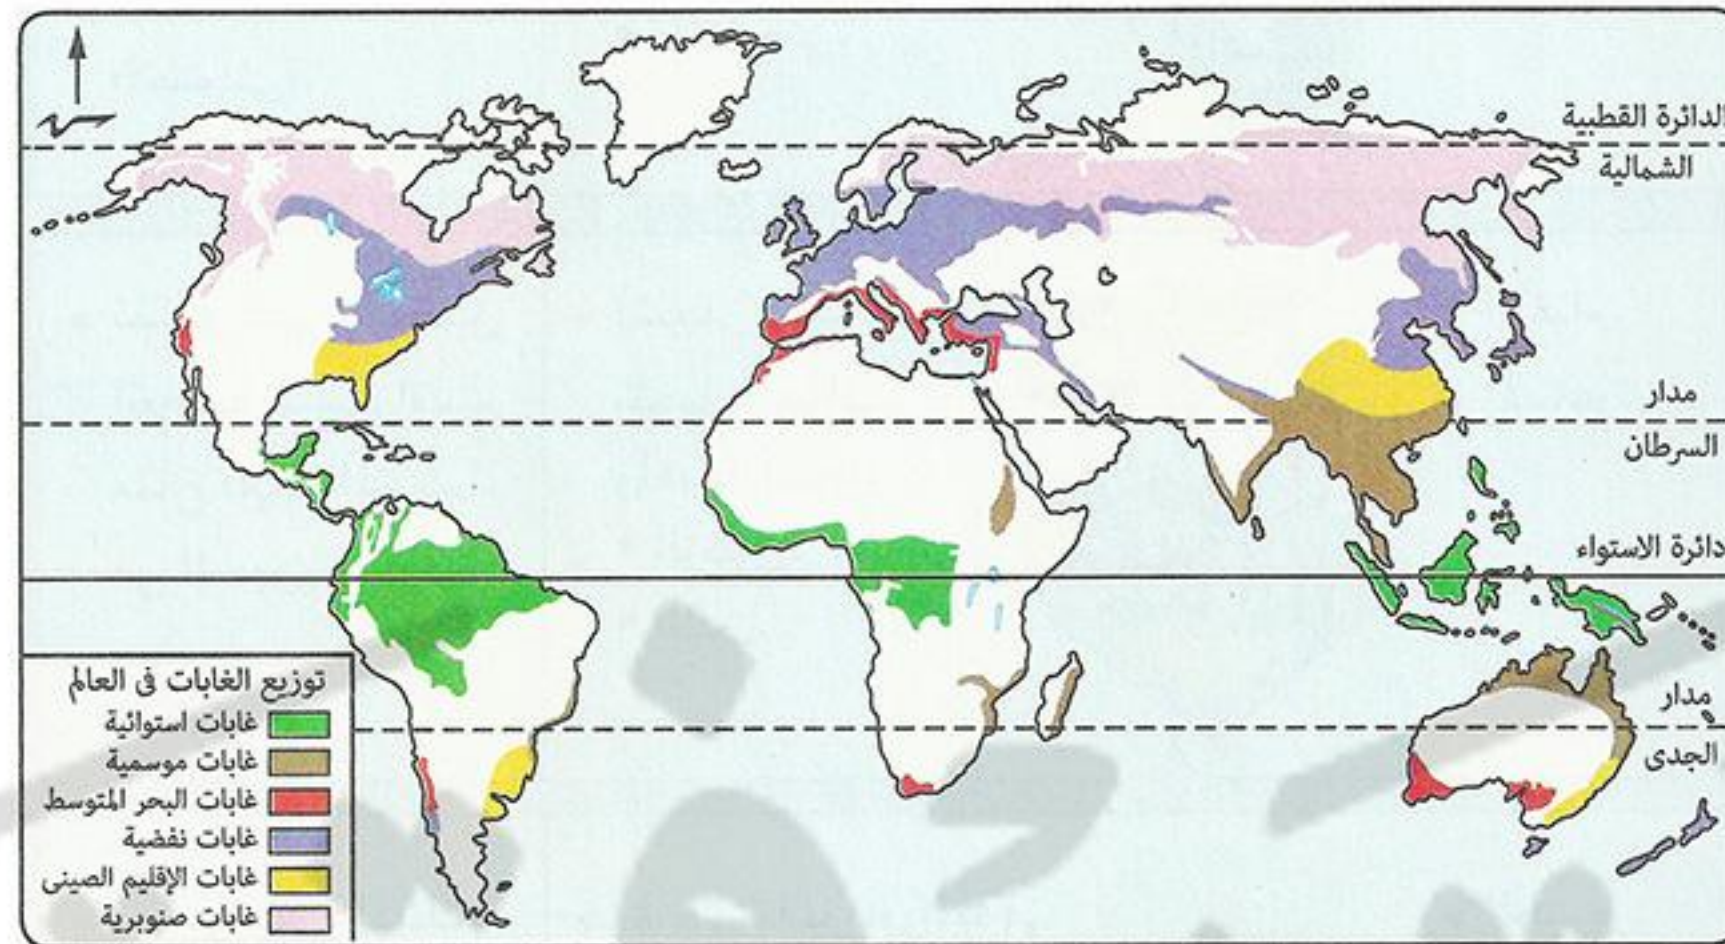 الدائرة القطبية
الشمالية
مدار
السرطان
دائرة الاستواء
مدار
الجدى
توزيع الغابات فى العالم
غابات استوائية
غابات موسمية
غابات البحر المتوسط
غابات نفضية
غابات الإقليم الصينى
غابات صنوبرية